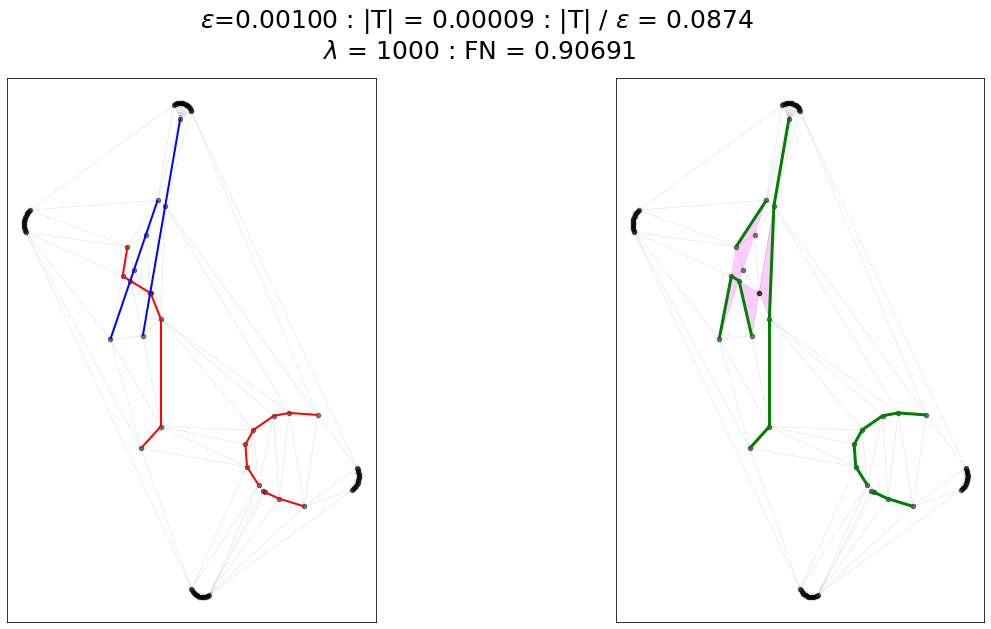 ε=0.00100 : |T| = 0.00009 : |T| / ε = 0.0874
λ = 1000 : FN = 0.90691